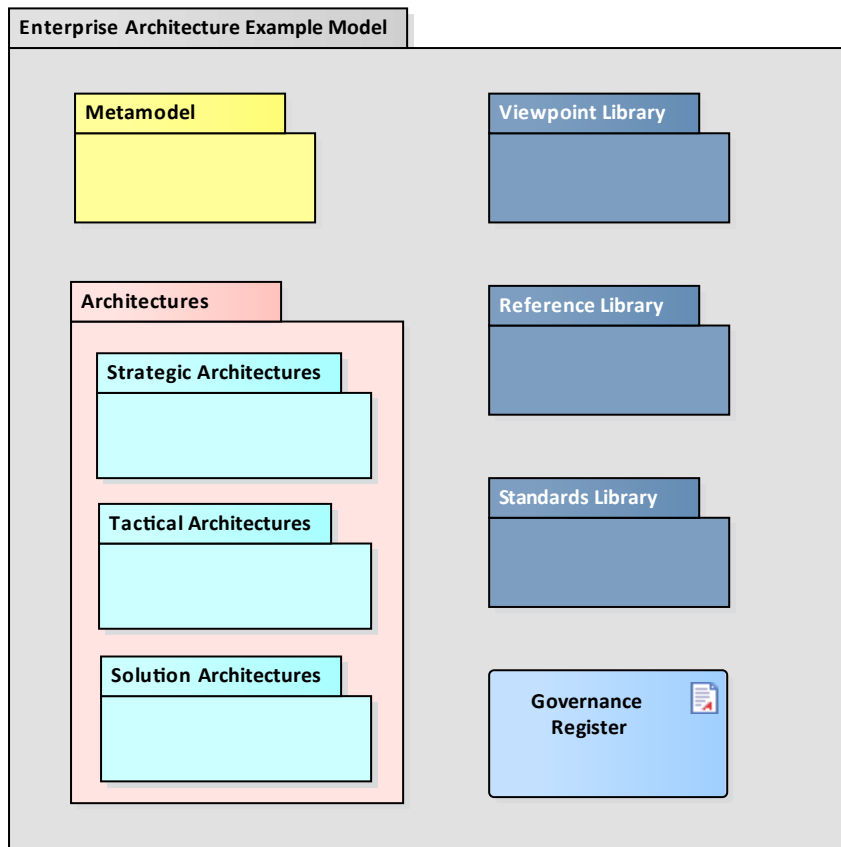 Enterprise Architecture Example Model
Metamodel
Architectures
Strategic Architectures
Tactical Architectures
Solution Architectures
Viewpoint Library
Reference Library
Standards Library
Governance
Register